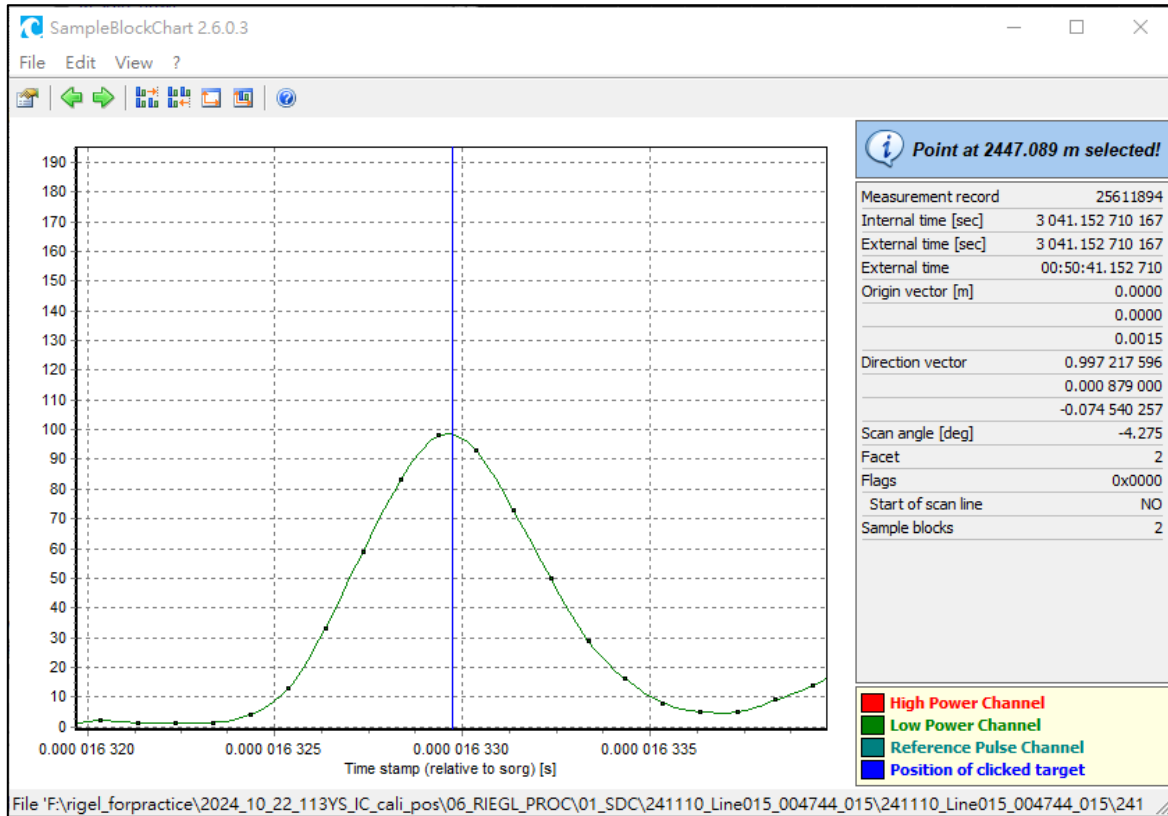 SampleBlockChart 2.6.0.3
File Edit View ?
190
180
170
160
150
140
130
120
110
100
90
80
70
60
50
40
30
20
10
0
0.000 016 320 0.000 016 325 0.000 016 330 0.000 016 335
Time stamp (relative to sorg) [s]
Point at 2447.089 m selected!
Measurement record 25611894
Internal time [sec] 3 041.152 710 167
External time [sec] 3 041.152 710 167
External time 00:50:41.152 710
Origin vector [m] 0.0000
0.0000
0.0015
Direction vector 0.997 217 596
0.000 879 000
-0.074 540 257
Scan angle [deg] -4.275
Facet 2
Flags 0x0000
Start of scan line NO
Sample blocks 2
High Power Channel
Low Power Channel
Reference Pulse Channel
Position of clicked target
File 'F:\rigel_forpractice\2024_10_22_113YS_IC_cali_pos\06_RIEGL_PROC\01_SDC\241110_Line015_004744_015\241110_Line015_004744_015\241